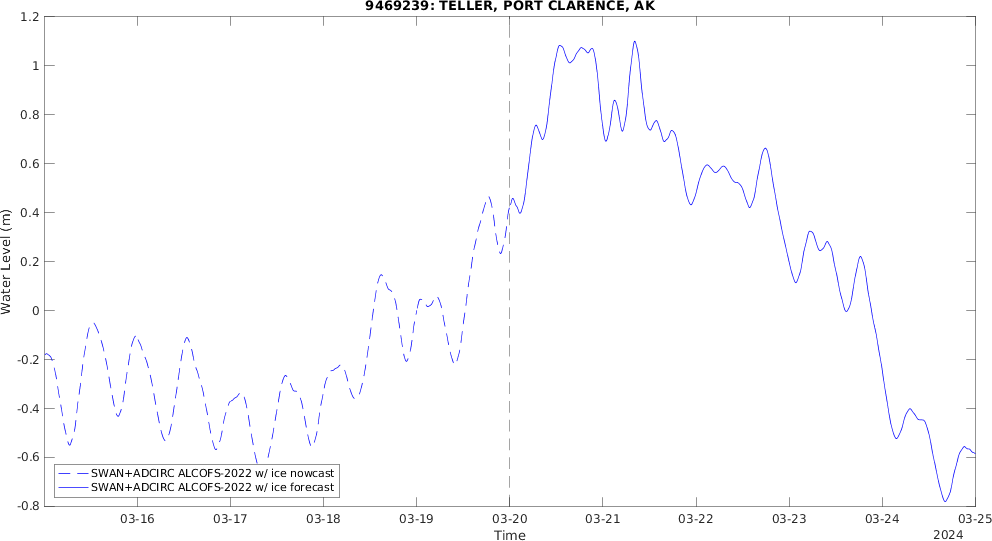 9469239: TELLER, PORT CLARENCE, AK
1.2
1
0.8
0.6
0.4
0.2
0
-0.2
-0.4
-0.6
-0.8
Water Level (m)
SWAN+ADCIRC ALCOFS-2022 w/ ice nowcast
SWAN+ADCIRC ALCOFS-2022 w/ ice forecast
03-16 03-17 03-18 03-19 03-20 03-21 03-22 03-23 03-24 03-25
Time
2024